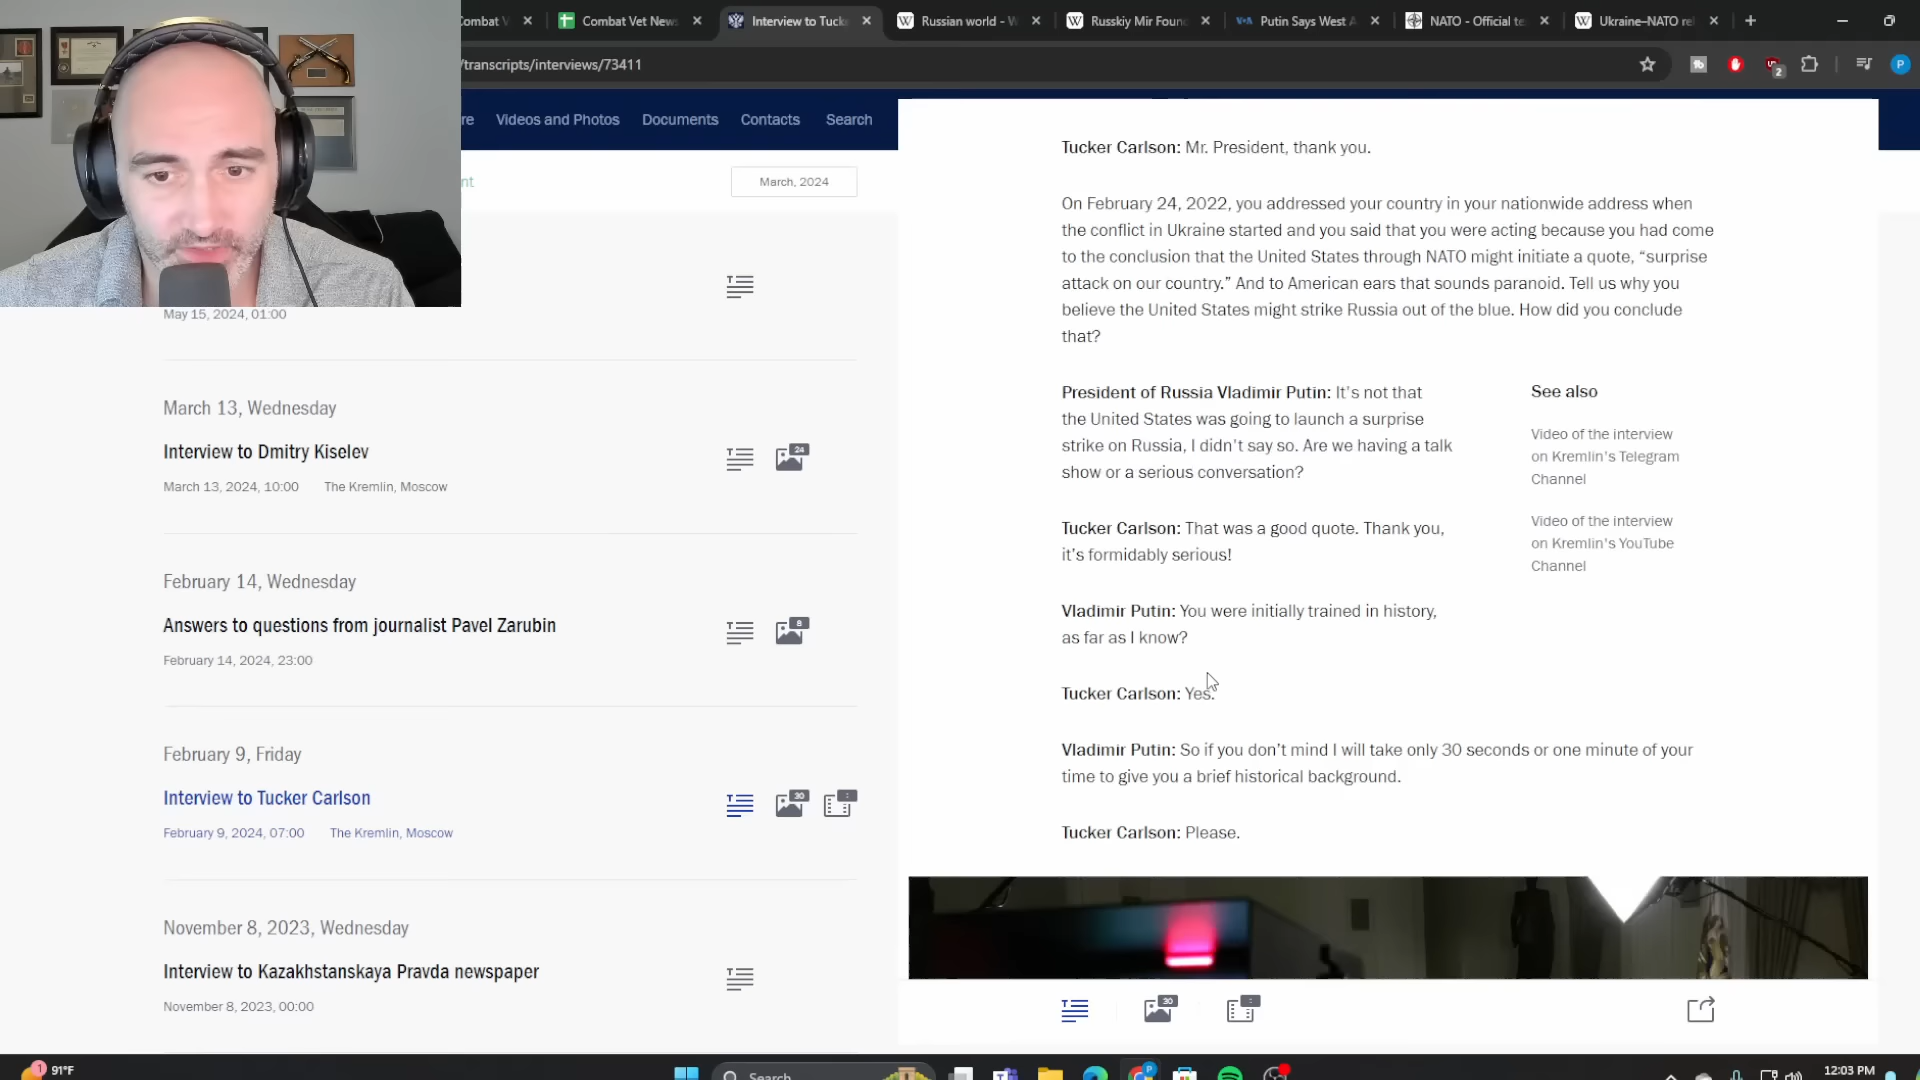 Combat V
Combat Vet New
Interview to Tuck
Russian world - W
Russkiy Mir Foun
Putin Says West A
NATO - Official te
Ukraine–NATO re
/transcripts/interviews/73411
2
P
re Videos and Photos Documents Contacts Search
nt
March, 2024
May 15, 2024, 01:00
March 13, Wednesday
Interview to Dmitry Kiselev
24
March 13, 2024, 10:00 The Kremlin, Moscow
February 14, Wednesday
Answers to questions from journalist Pavel Zarubin
8
February 14, 2024, 23:00
February 9, Friday
Interview to Tucker Carlson
30
February 9, 2024, 07:00 The Kremlin, Moscow
November 8, 2023, Wednesday
Interview to Kazakhstanskaya Pravda newspaper
November 8, 2023, 00:00
Tucker Carlson: Mr. President, thank you.
On February 24, 2022, you addressed your country in your nationwide address when
the conflict in Ukraine started and you said that you were acting because you had come
to the conclusion that the United States through NATO might initiate a quote, “surprise
attack on our country.” And to American ears that sounds paranoid. Tell us why you
believe the United States might strike Russia out of the blue. How did you conclude
that?
President of Russia Vladimir Putin: It's not that
the United States was going to launch a surprise
strike on Russia, I didn't say so. Are we having a talk
show or a serious conversation?
See also
Video of the interview
on Kremlin's Telegram
Channel
Video of the interview
on Kremlin's YouTube
Channel
Tucker Carlson: That was a good quote. Thank you,
it’s formidably serious!
Vladimir Putin: You were initially trained in history,
as far as I know?
Tucker Carlson: Yes.
Vladimir Putin: So if you don’t mind I will take only 30 seconds or one minute of your
time to give you a brief historical background.
Tucker Carlson: Please.
30
1
91°F
Search
P
12:03 PM